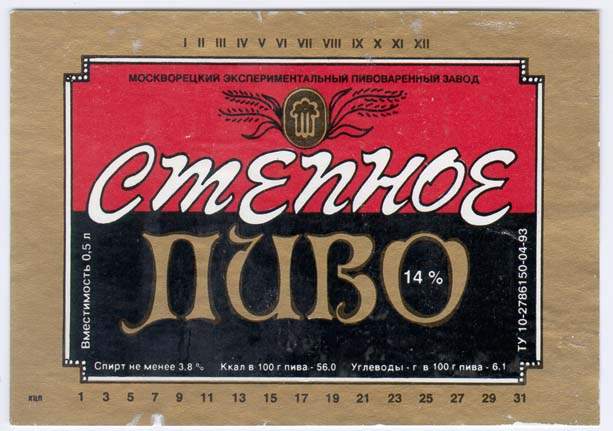 I II III IV V VI VII VIII IX X XI XII
МОСКВОРЕЦКИЙ ЭКСПЕРИМЕНТАЛЬНЫЙ ПИВОВАРЕННЫЙ ЗАВОД
Степное
ПИВО
14 %
Вместимость 0,5 л
ТУ 10-2786150-04-93
Спирт не менее 3.8 % Ккал в 100 г пива - 56.0 Углеводы - г в 100 г пива - 6.1
1 3 5 7 9 11 13 15 17 19 21 23 25 27 29 31